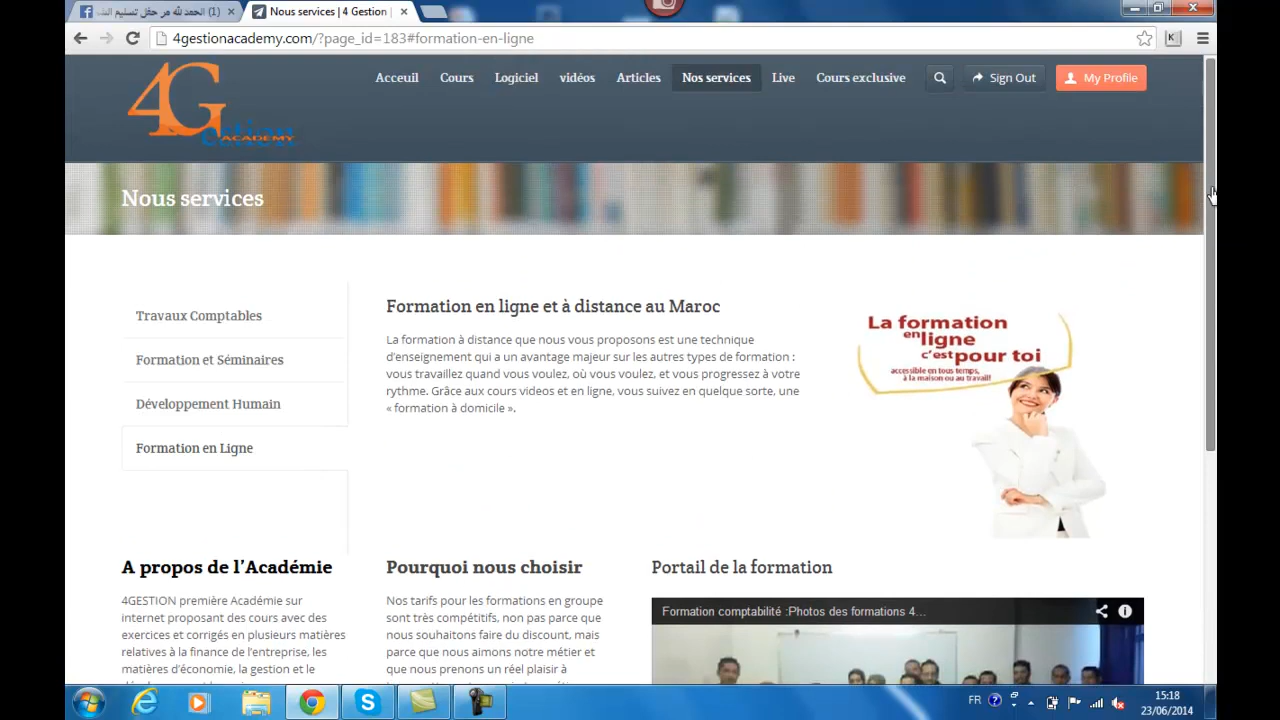 (1) الحمد لله
Nous services | 4 Gestion
4gestionacademy.com/?page_id=183#formation-en-ligne
4Gestion
ACADEMY
Acceuil
Cours
Logiciel
vidéos
Articles
Nos services
Live
Cours exclusive
Sign Out
My Profile
Nous services
Travaux Comptables
Formation et Séminaires
Développement Humain
Formation en Ligne
Formation en ligne et à distance au Maroc
La formation à distance que nous vous proposons est une technique
d'enseignement qui a un avantage majeur sur les autres types de formation :
vous travaillez quand vous voulez, où vous voulez, et vous progressez à votre
rythme. Grâce aux cours videos et en ligne, vous suivez en quelque sorte, une
« formation à domicile ».
La formation
en ligne
c'est pour toi
accessible en tous temps,
à la maison ou au travail!
A propos de l'Académie
4GESTION première Académie sur
internet proposant des cours avec des
exercices et corrigés en plusieurs matières
relatives à la finance de l'entreprise, les
matières d'économie, la gestion et le
Pourquoi nous choisir
Nos tarifs pour les formations en groupe
sont très compétitifs, non pas parce que
nous souhaitons faire du discount, mais
parce que nous aimons notre métier et
que nous prenons un réel plaisir à
Portail de la formation
Formation comptabilité :Photos des formations 4...
FR
15:18
23/06/2014